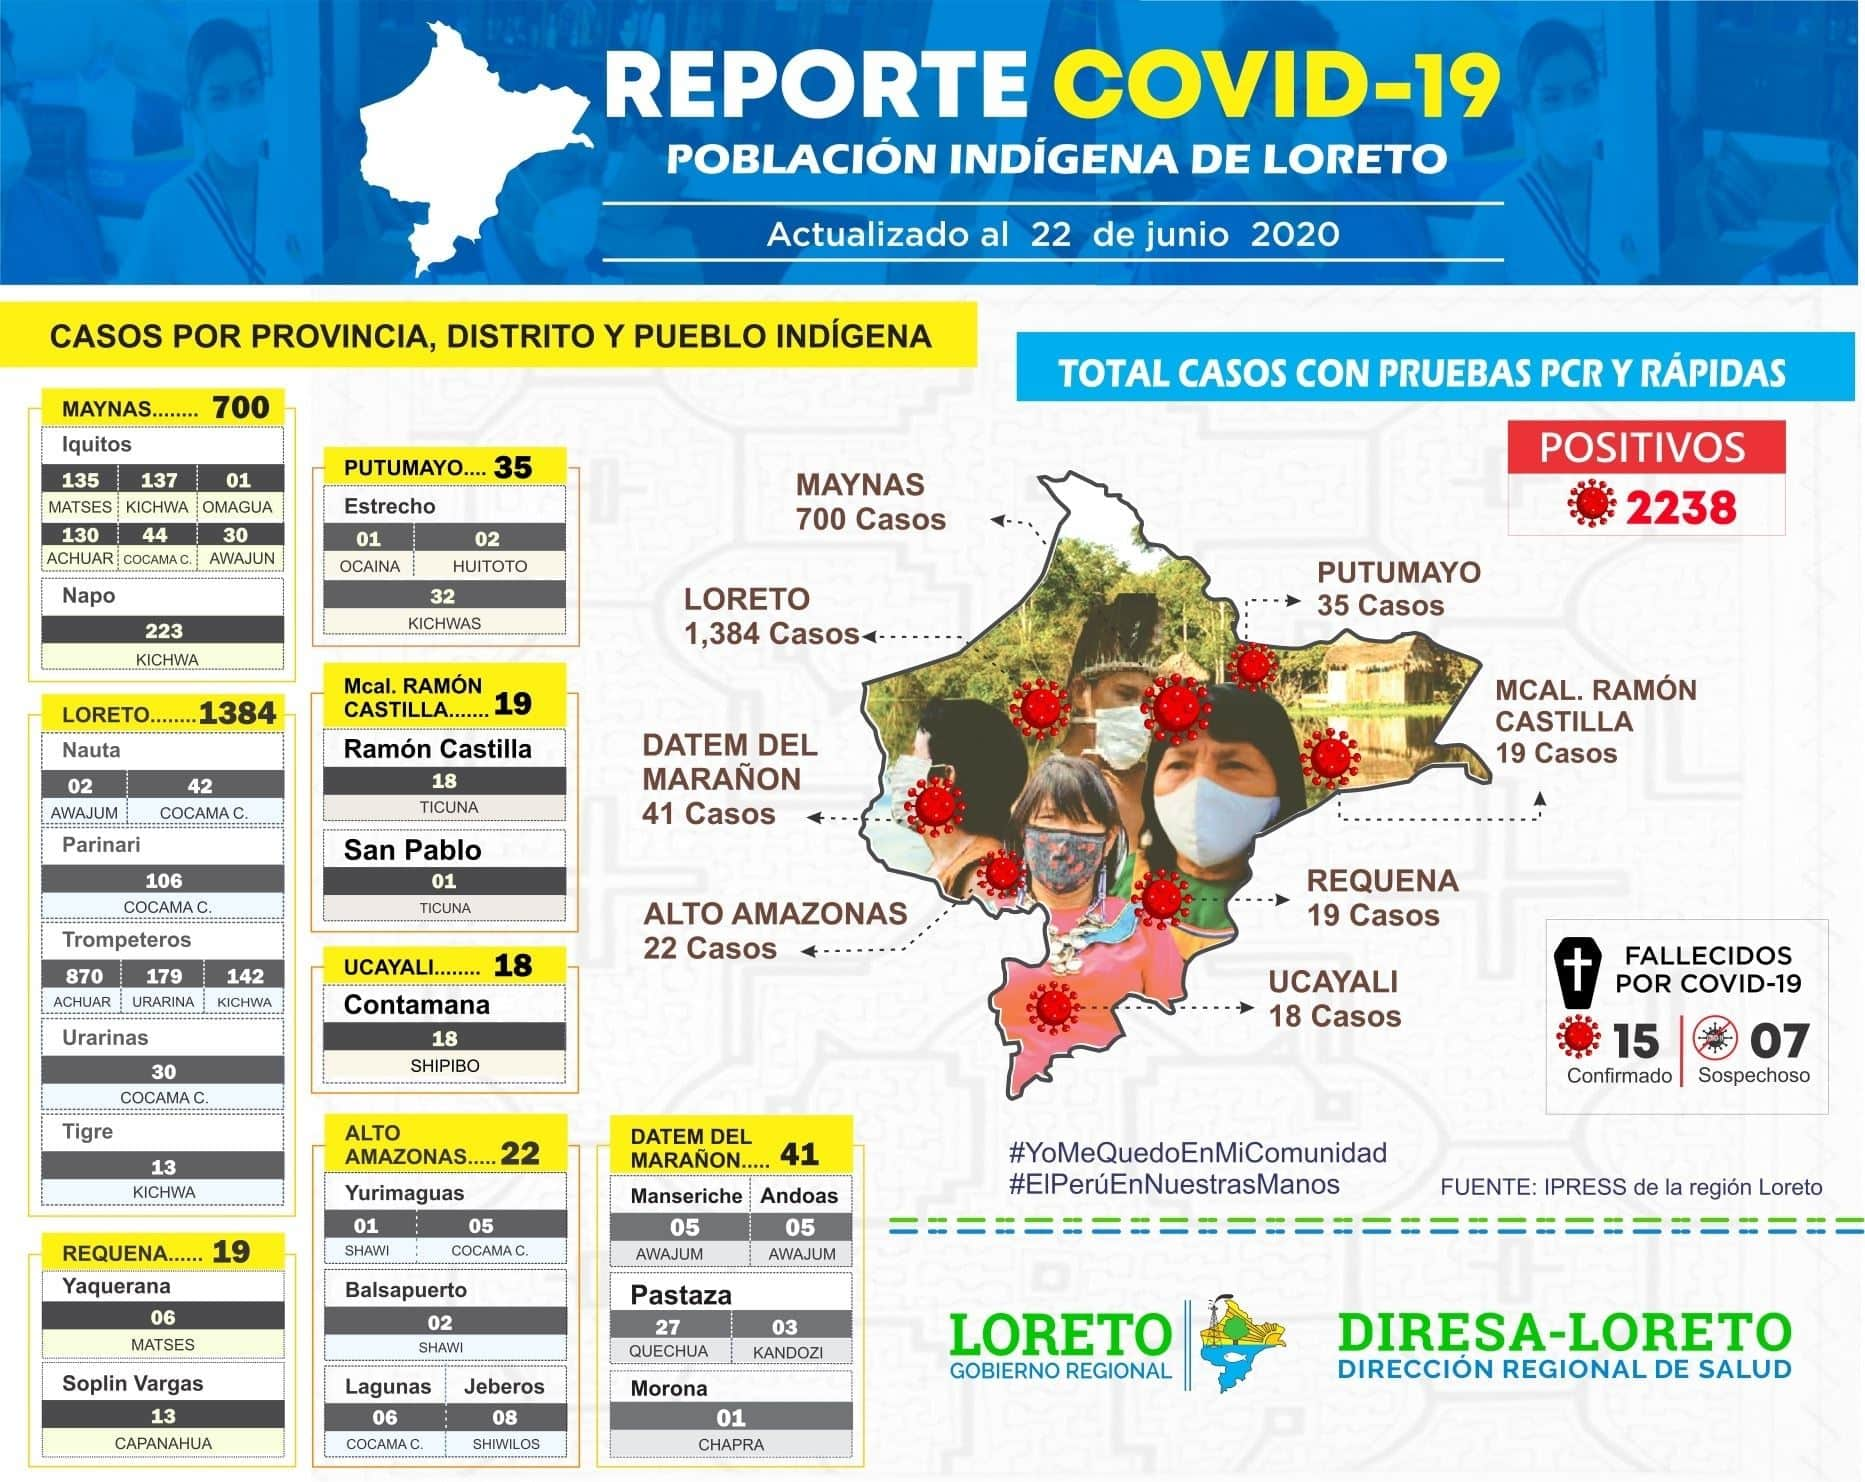 REPORTE COVID-19
POBLACIÓN INDÍGENA DE LORETO
Actualizado al 22 de junio 2020
CASOS POR PROVINCIA, DISTRITO Y PUEBLO INDÍGENA
MAYNAS........ 700
Iquitos
135 137 01
MATSES KICHWA OMAGUA
130 44 30
ACHUAR COCAMA C. AWAJUN
Napo
223
KICHWA
LORETO........1384
Nauta
02 42
AWAJUM COCAMA C.
Parinari
106
COCAMA C.
Trompeteros
870 179 142
ACHUAR URARINA KICHWA
Urarinas
30
COCAMA C.
Tigre
13
KICHWA
REQUENA...... 19
Yaquerana
06
MATSES
Soplin Vargas
13
CAPANAHUA
PUTUMAYO.... 35
Estrecho
01 02
OCAINA HUITOTO
32
KICHWAS
Mcal. RAMÓN
CASTILLA....... 19
Ramón Castilla
18
TICUNA
San Pablo
01
TICUNA
UCAYALI........ 18
Contamana
18
SHIPIBO
ALTO
AMAZONAS..... 22
Yurimaguas
01 05
SHAWI COCAMA C.
Balsapuerto
02
SHAWI
Lagunas Jeberos
06 08
COCAMA C. SHIWILOS
DATEM DEL
MARAÑON..... 41
Manseriche Andoas
05 05
AWAJUM AWAJUM
Pastaza
27 03
QUECHUA KANDOZI
Morona
01
CHAPRA
TOTAL CASOS CON PRUEBAS PCR Y RÁPIDAS
POSITIVOS
2238
MAYNAS
700 Casos
LORETO
1,384 Casos
DATEM DEL
MARAÑON
41 Casos
ALTO AMAZONAS
22 Casos
PUTUMAYO
35 Casos
MCAL. RAMÓN
CASTILLA
19 Casos
REQUENA
19 Casos
UCAYALI
18 Casos
FALLECIDOS
POR COVID-19
15 07
Confirmado Sospechoso
#YoMeQuedoEnMiComunidad
#ElPerúEnNuestrasManos
FUENTE: IPRESS de la región Loreto
LORETO
GOBIERNO REGIONAL
DIRESA-LORETO
DIRECCIÓN REGIONAL DE SALUD